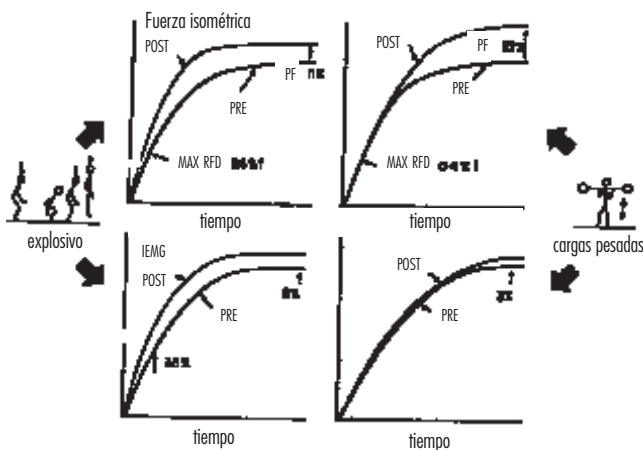 Fuerza isométrica
POST
PF
PRE
MAX RFD
tiempo
POST
PF
PRE
MAX RFD
tiempo
explosivo
cargas pesadas
IEMG
POST
PRE
tiempo
POST
PRE
tiempo